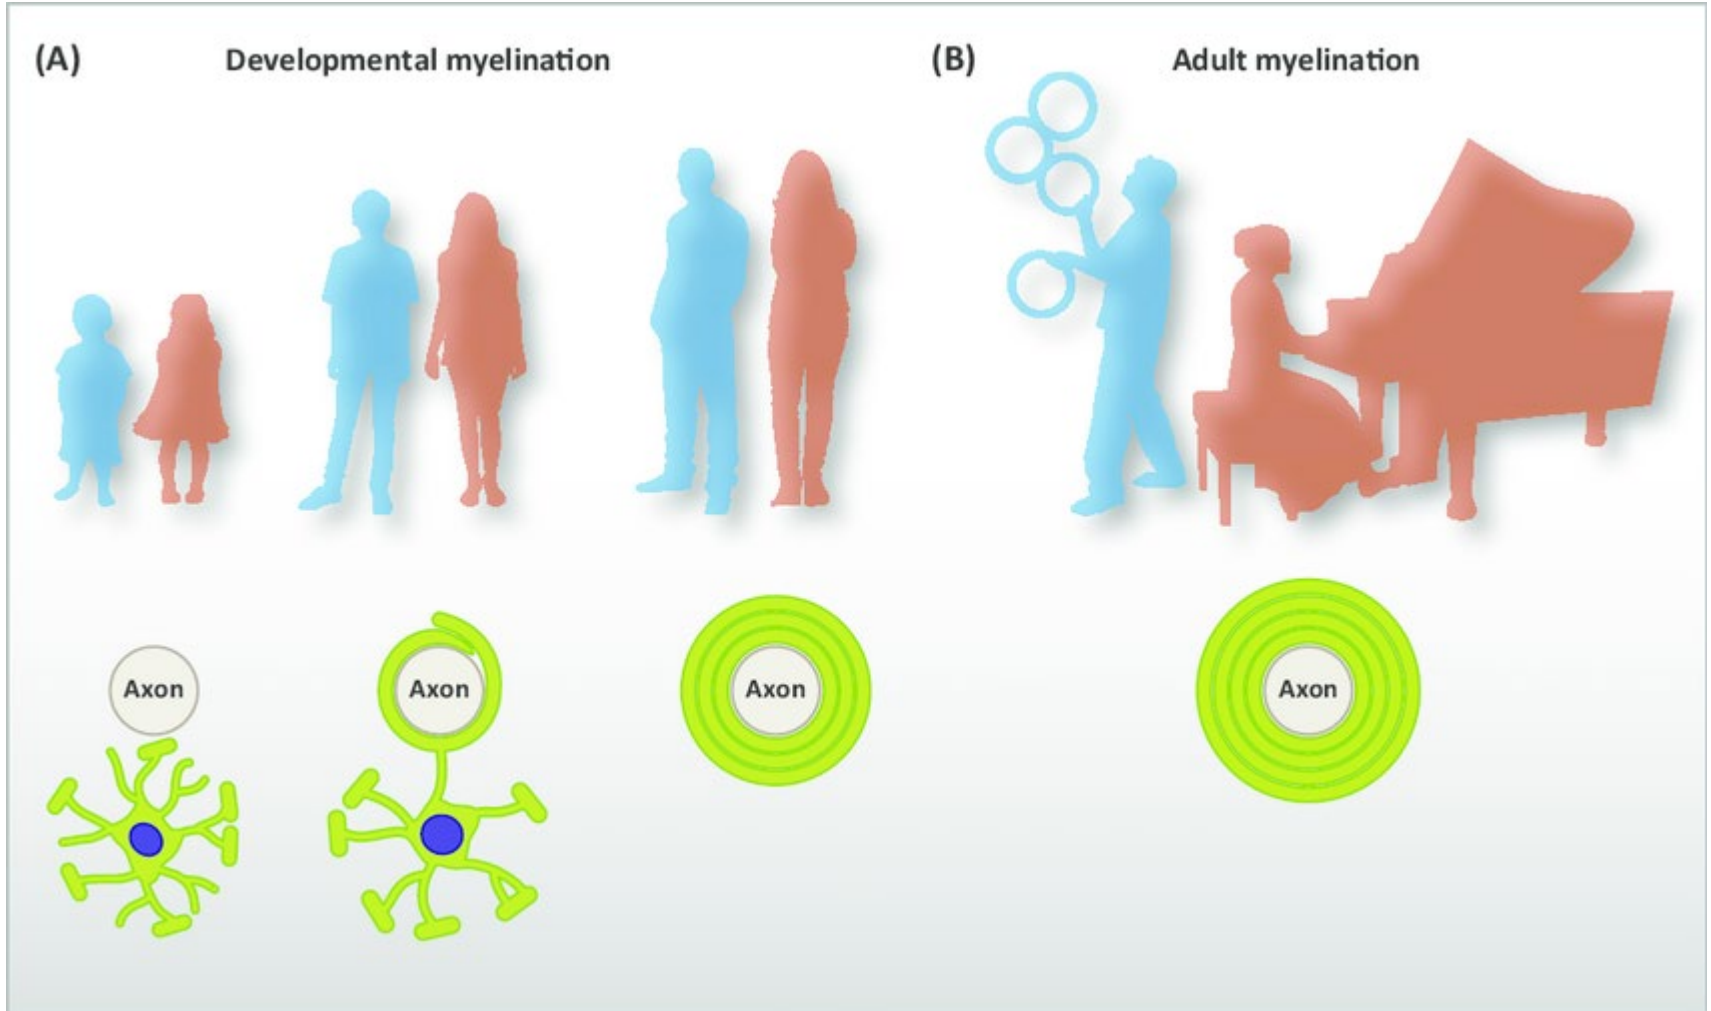 (A)
Developmental myelination
(B)
Adult myelination
Axon
Axon
Axon
Axon